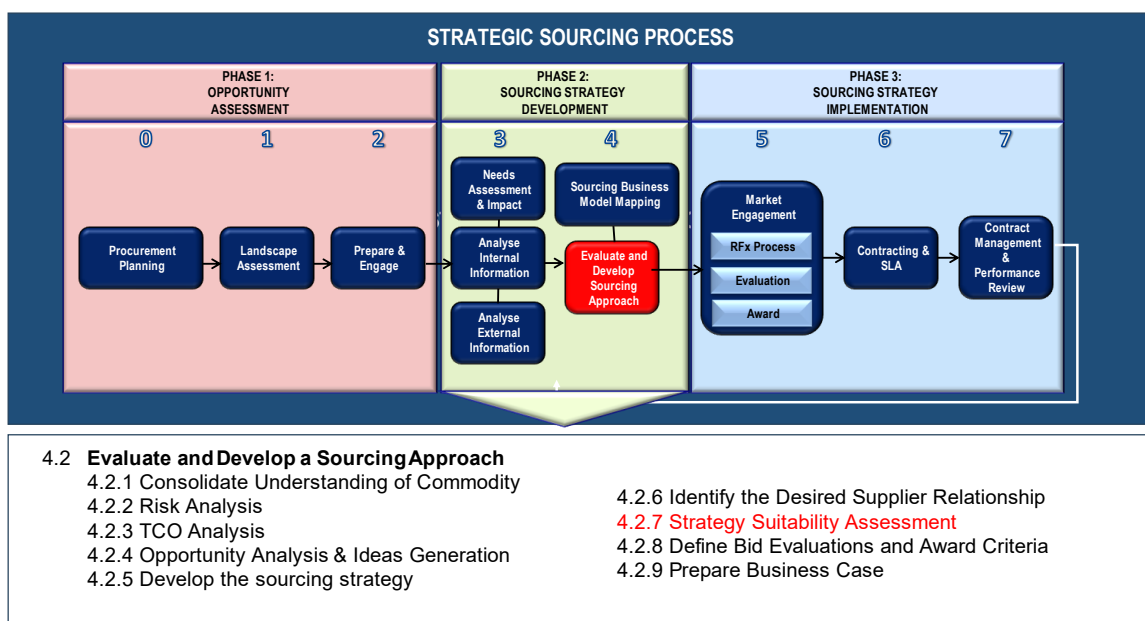 STRATEGIC SOURCING PROCESS
PHASE 1:
OPPORTUNITY
ASSESSMENT
PHASE 2:
SOURCING STRATEGY
DEVELOPMENT
PHASE 3:
SOURCING STRATEGY
IMPLEMENTATION
0
1
2
3
4
5
6
7
Procurement
Planning
Landscape
Assessment
Prepare &
Engage
Needs
Assessment
& Impact
Analyse
Internal
Information
Analyse
External
Information
Sourcing Business
Model Mapping
Evaluate and
Develop
Sourcing
Approach
Market
Engagement
RFx Process
Evaluation
Award
Contracting &
SLA
Contract
Management
&
Performance
Review
4.2 Evaluate and Develop a Sourcing Approach
4.2.1 Consolidate Understanding of Commodity
4.2.2 Risk Analysis
4.2.3 TCO Analysis
4.2.4 Opportunity Analysis & Ideas Generation
4.2.5 Develop the sourcing strategy
4.2.6 Identify the Desired Supplier Relationship
4.2.7 Strategy Suitability Assessment
4.2.8 Define Bid Evaluations and Award Criteria
4.2.9 Prepare Business Case